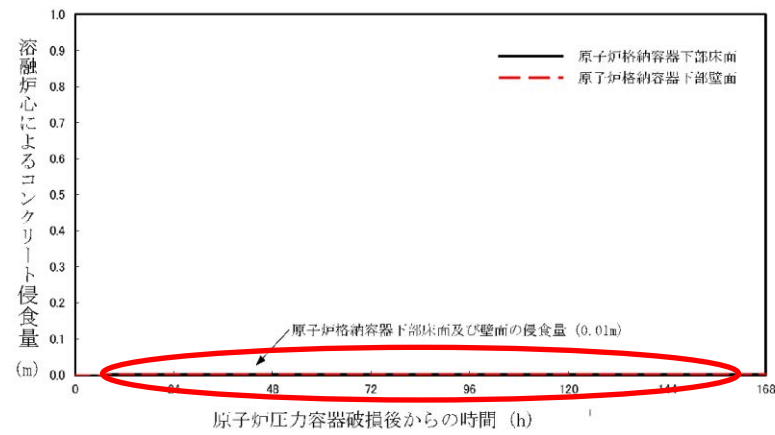 溶融炉心によるコンクリート侵食量
(m)
1.0
0.9
0.8
0.7
0.6
0.5
0.4
0.3
0.2
0.1
0.0
原子炉格納容器下部床面
原子炉格納容器下部壁面
原子炉格納容器下部床面及び壁面の侵食量 (0.01m)
0 24 48 72 96 120 144 168
原子炉圧力容器破損後からの時間 (h)